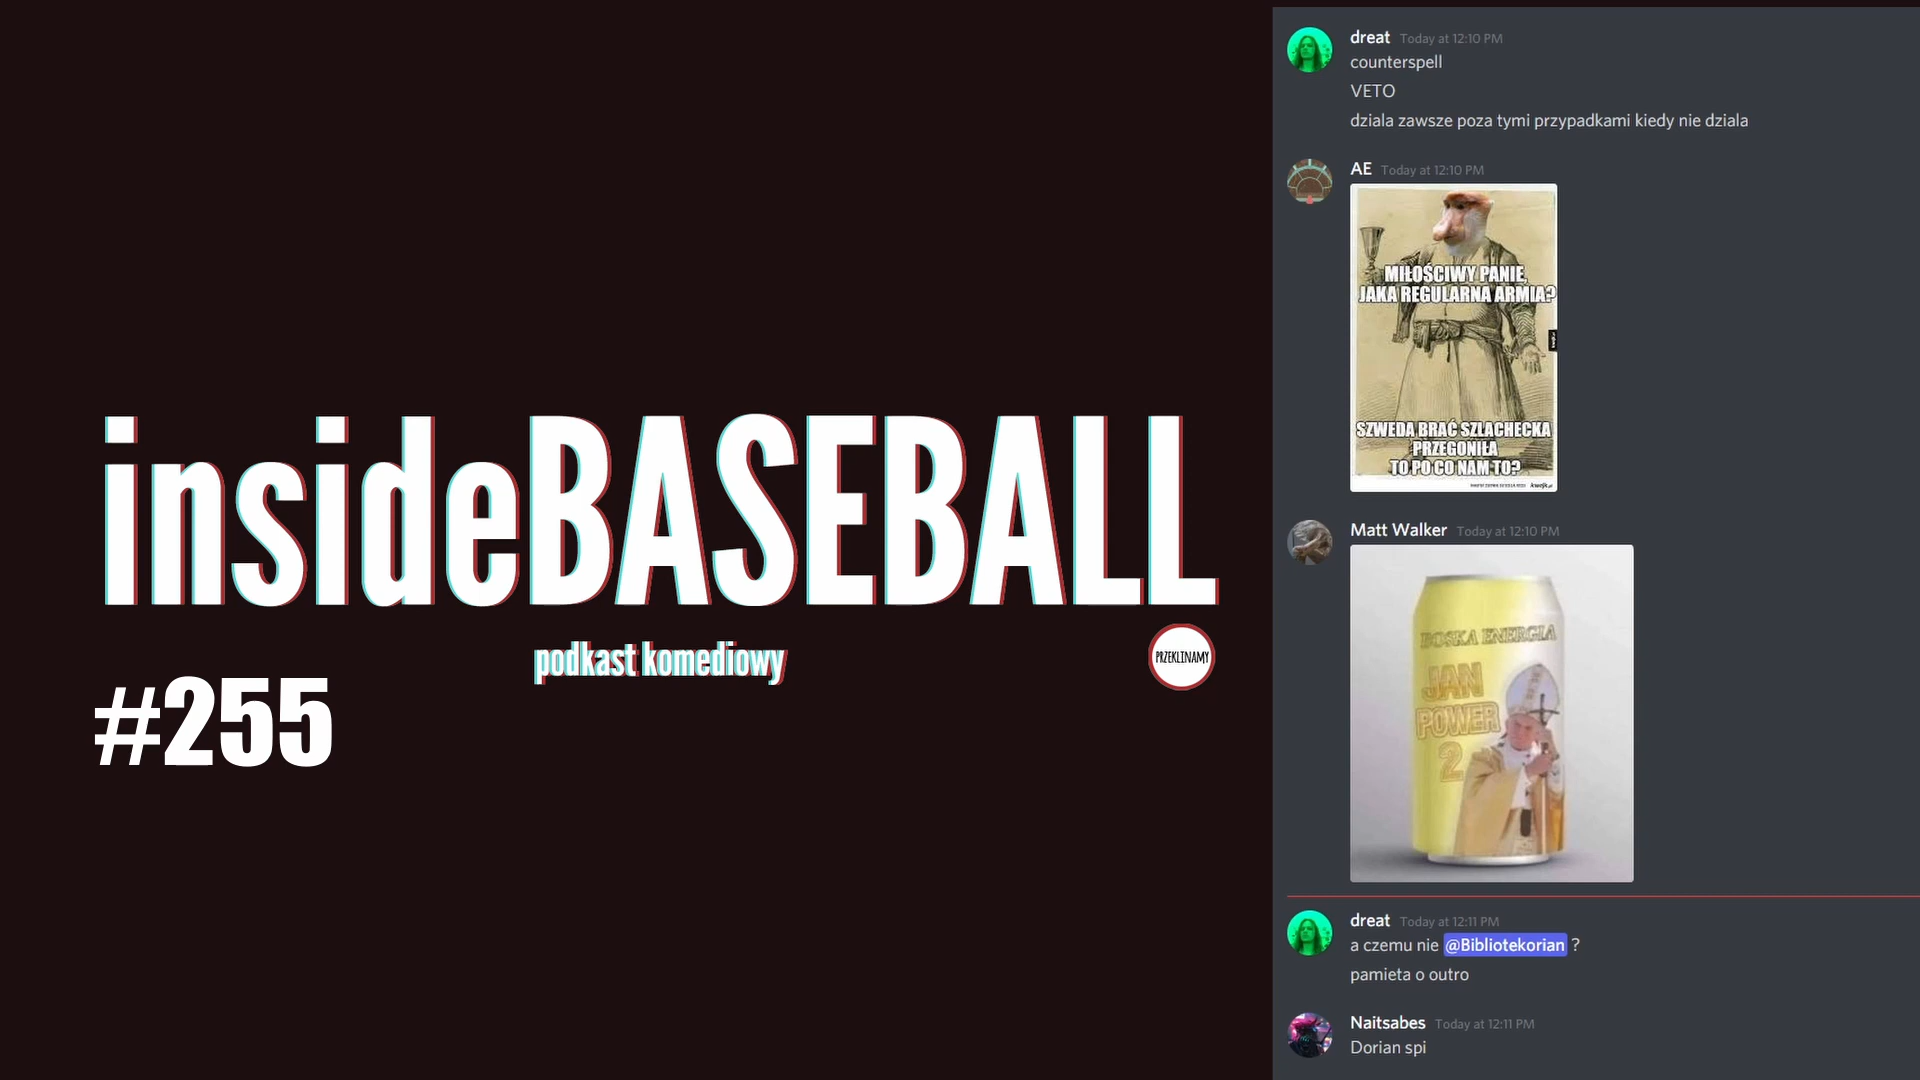 insideBASEBALL
podkast komediowy
PRZEKLINAMY
#255
dreat Today at 12:10 PM
counterspell
VETO
dziala zawsze poza tymi przypadkami kiedy nie dziala
AE Today at 12:10 PM
MIŁOŚCIWY PANIE,
JAKA REGULARNA ARMIA?
SZWEDA BRAĆ SZLACHECKA
PRZEGONIŁA
TO PO CO NAM TO?
kwejk.pl
Matt Walker Today at 12:10 PM
BOSKA ENERGIA
JAN
POWER
2
dreat Today at 12:11 PM
a czemu nie @Bibliotekorian ?
pamieta o outro
Naitsabes Today at 12:11 PM
Dorian spi